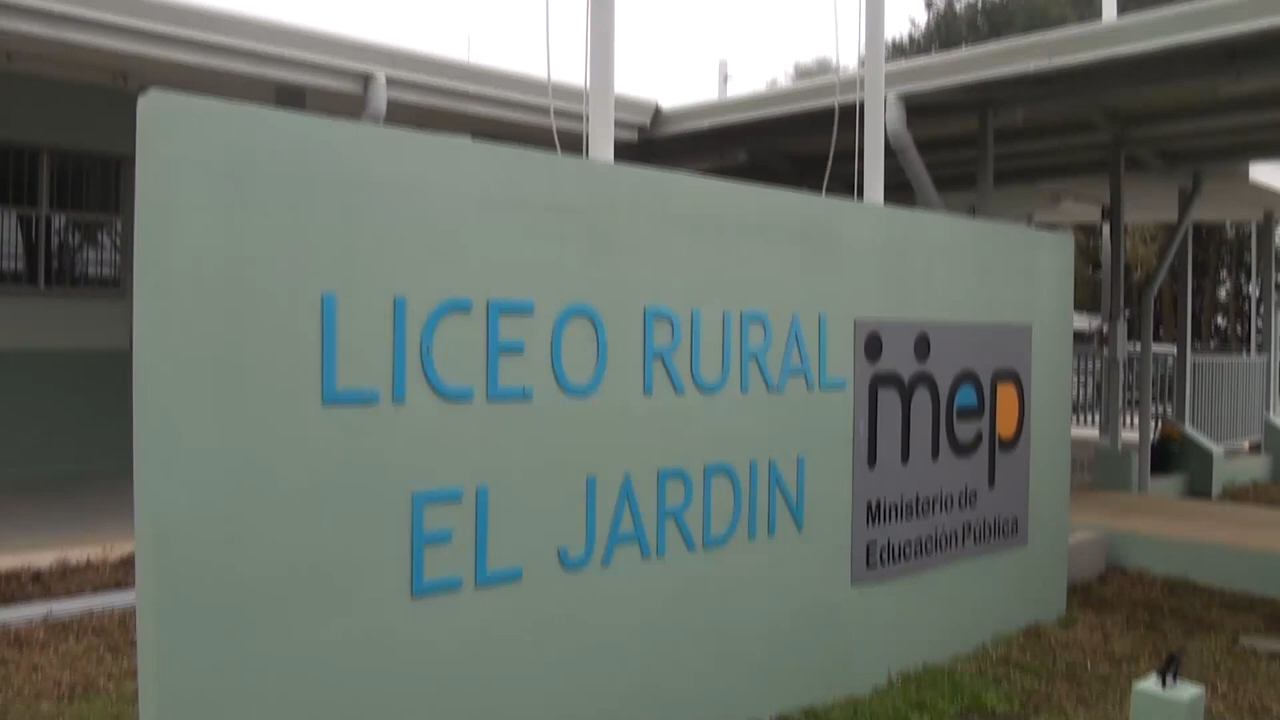 LICEO RURAL
EL JARDIN
mep
Ministerio de
Educación Pública